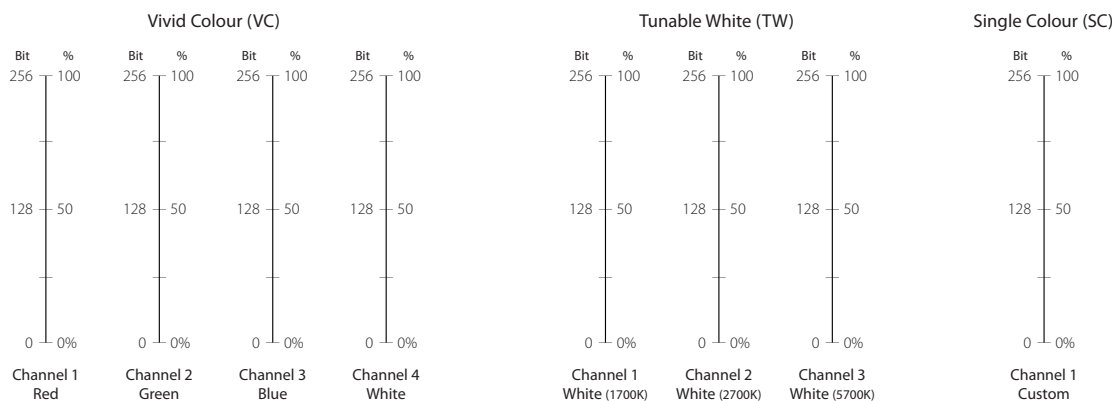 Vivid Colour (VC) Tunable White (TW) Single Colour (SC)
Bit % Bit % Bit % Bit % Bit % Bit % Bit % Bit %
256 100 256 100 256 100 256 100 256 100 256 100 256 100 256 100
128 50 128 50 128 50 128 50 128 50 128 50 128 50 128 50
0 0% 0 0% 0 0% 0 0% 0 0% 0 0% 0 0% 0 0%
Channel 1 Channel 2 Channel 3 Channel 4 Channel 1 Channel 2 Channel 3 Channel 1
Red Green Blue White White (1700K) White (2700K) White (5700K) Custom